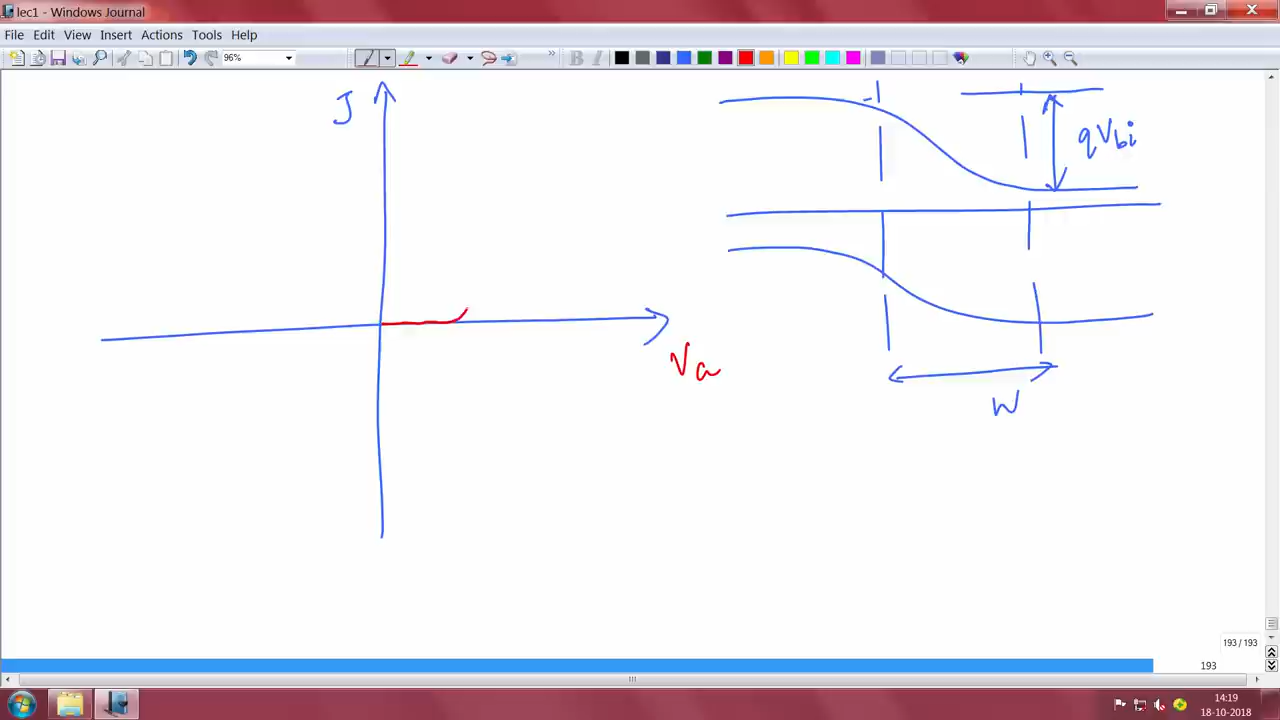 lec1 - Windows Journal
File Edit View Insert Actions Tools Help
96%
B I
J
-1
qVbi
Va
W
193 / 193
193
14:19
18-10-2018